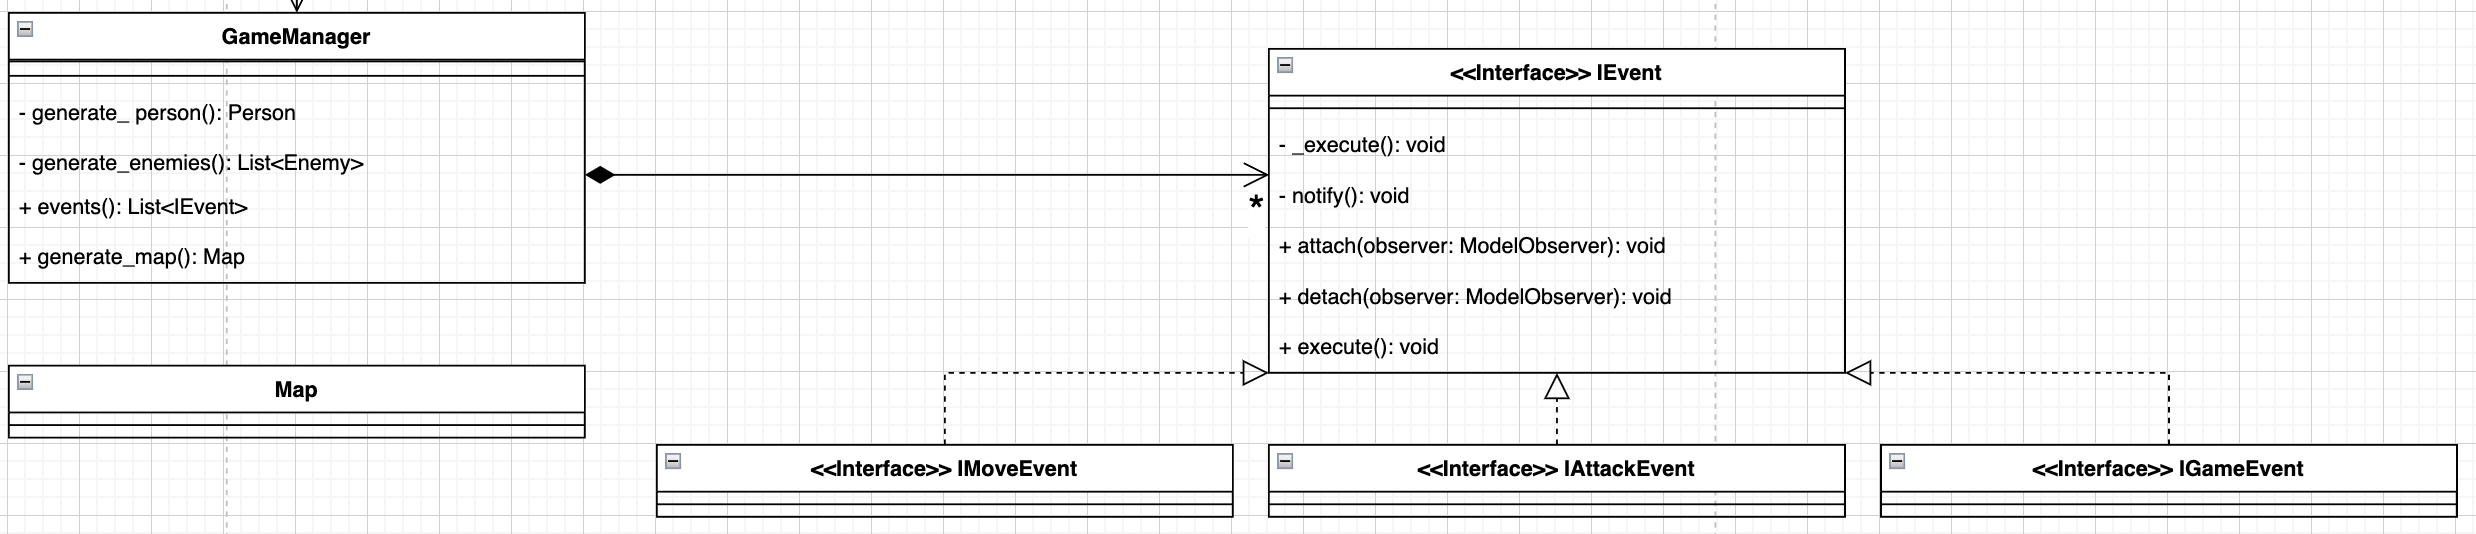 GameManager
- generate_ person(): Person
- generate_enemies(): List<Enemy>
+ events(): List<IEvent>
+ generate_map(): Map
Map
<<Interface>> IEvent
- _execute(): void
- notify(): void
+ attach(observer: ModelObserver): void
+ detach(observer: ModelObserver): void
+ execute(): void
*
<<Interface>> IMoveEvent
<<Interface>> IAttackEvent
<<Interface>> IGameEvent